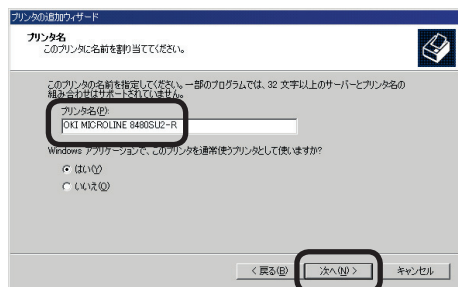 プリンタの追加ウィザード
プリンタ名
このプリンタに名前を割り当ててください。
このプリンタの名前を指定してください。一部のプログラムでは、32 文字以上のサーバーとプリンタ名の
組み合わせはサポートされていません。
プリンタ名(P):
OKI MICROLINE 8480SU2-R
Windows アプリケーションで、このプリンタを通常使うプリンタとして使いますか?
はい(Y)
いいえ(O)
< 戻る(B)
次へ(N) >
キャンセル